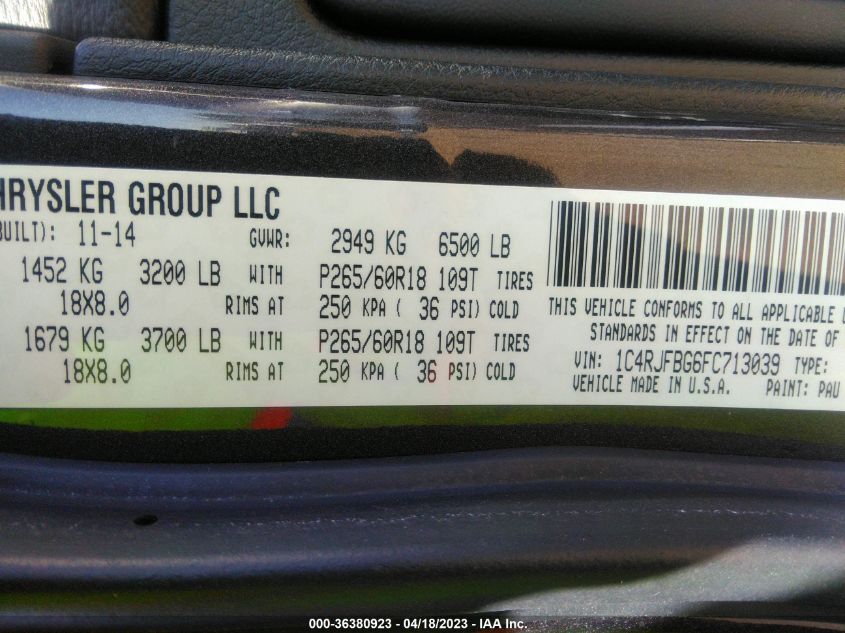 HRYSLER GROUP LLC
BUILT): 11-14 GVWR: 2949 KG 6500 LB
1452 KG 3200 LB WITH P265/60R18 109T TIRES
18X8.0 RIMS AT 250 KPA ( 36 PSI) COLD
1679 KG 3700 LB WITH P265/60R18 109T TIRES
18X8.0 RIMS AT 250 KPA ( 36 PSI) COLD
THIS VEHICLE CONFORMS TO ALL APPLICABLE
STANDARDS IN EFFECT ON THE DATE OF
VIN: 1C4RJFBG6FC713039 TYPE:
VEHICLE MADE IN U.S.A. PAINT: PAU
000-36380923 - 04/18/2023 - IAA Inc.